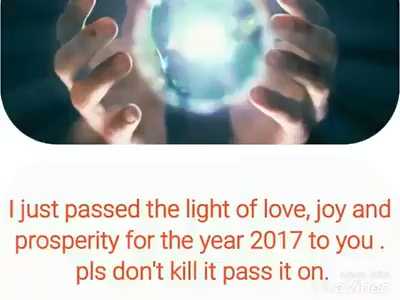 I just passed the light of love, joy and
prosperity for the year 2017 to you .
pls don't kill it pass it on.
Video